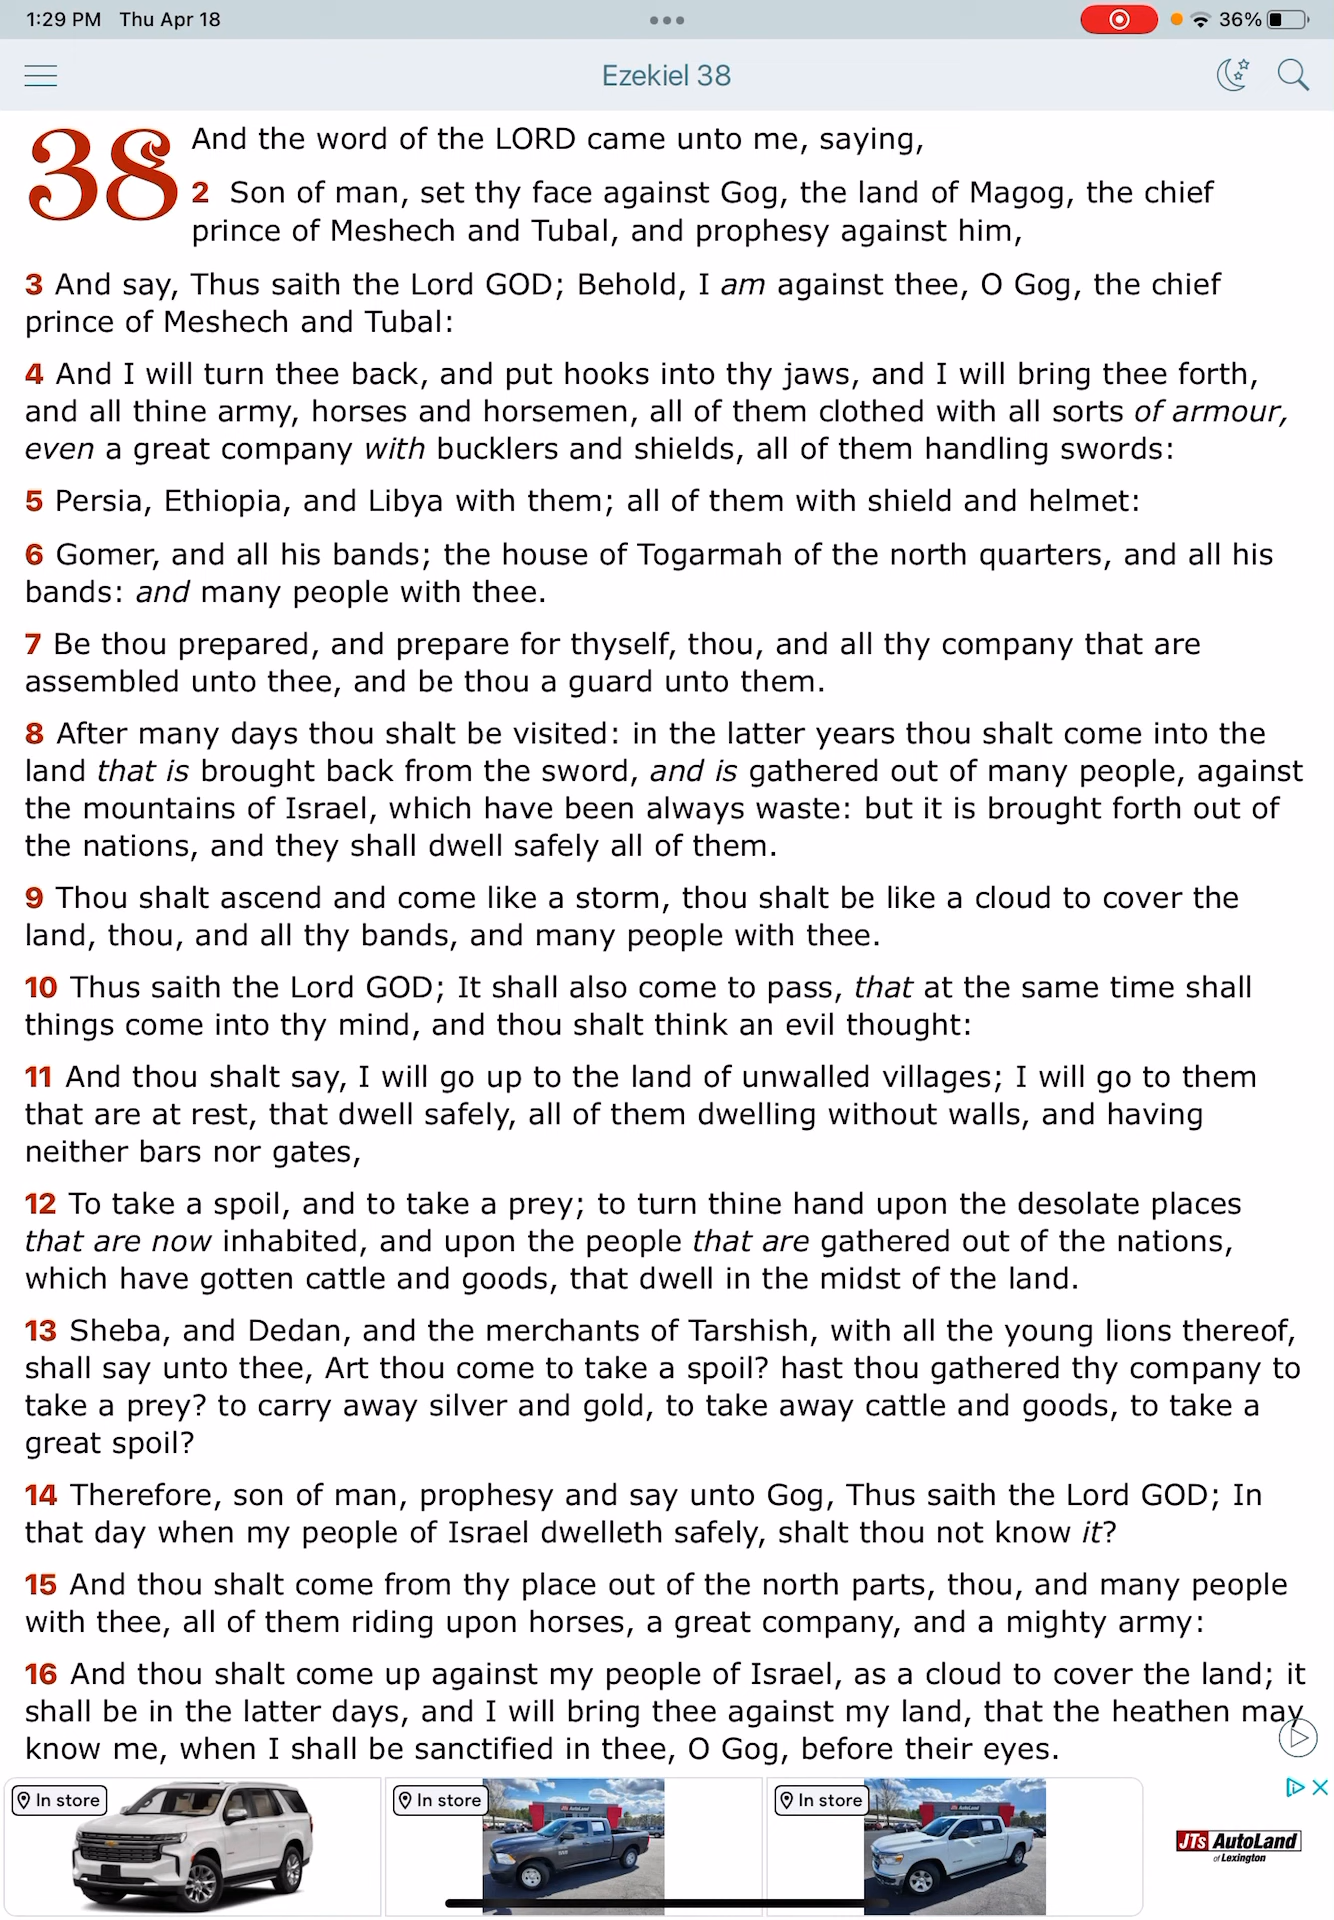 1:29 PM Thu Apr 18
36%
Ezekiel 38
38 And the word of the LORD came unto me, saying,
2 Son of man, set thy face against Gog, the land of Magog, the chief
prince of Meshech and Tubal, and prophesy against him,
3 And say, Thus saith the Lord GOD; Behold, I am against thee, O Gog, the chief
prince of Meshech and Tubal:
4 And I will turn thee back, and put hooks into thy jaws, and I will bring thee forth,
and all thine army, horses and horsemen, all of them clothed with all sorts of armour,
even a great company with bucklers and shields, all of them handling swords:
5 Persia, Ethiopia, and Libya with them; all of them with shield and helmet:
6 Gomer, and all his bands; the house of Togarmah of the north quarters, and all his
bands: and many people with thee.
7 Be thou prepared, and prepare for thyself, thou, and all thy company that are
assembled unto thee, and be thou a guard unto them.
8 After many days thou shalt be visited: in the latter years thou shalt come into the
land that is brought back from the sword, and is gathered out of many people, against
the mountains of Israel, which have been always waste: but it is brought forth out of
the nations, and they shall dwell safely all of them.
9 Thou shalt ascend and come like a storm, thou shalt be like a cloud to cover the
land, thou, and all thy bands, and many people with thee.
10 Thus saith the Lord GOD; It shall also come to pass, that at the same time shall
things come into thy mind, and thou shalt think an evil thought:
11 And thou shalt say, I will go up to the land of unwalled villages; I will go to them
that are at rest, that dwell safely, all of them dwelling without walls, and having
neither bars nor gates,
12 To take a spoil, and to take a prey; to turn thine hand upon the desolate places
that are now inhabited, and upon the people that are gathered out of the nations,
which have gotten cattle and goods, that dwell in the midst of the land.
13 Sheba, and Dedan, and the merchants of Tarshish, with all the young lions thereof,
shall say unto thee, Art thou come to take a spoil? hast thou gathered thy company to
take a prey? to carry away silver and gold, to take away cattle and goods, to take a
great spoil?
14 Therefore, son of man, prophesy and say unto Gog, Thus saith the Lord GOD; In
that day when my people of Israel dwelleth safely, shalt thou not know it?
15 And thou shalt come from thy place out of the north parts, thou, and many people
with thee, all of them riding upon horses, a great company, and a mighty army:
16 And thou shalt come up against my people of Israel, as a cloud to cover the land; it
shall be in the latter days, and I will bring thee against my land, that the heathen may
know me, when I shall be sanctified in thee, O Gog, before their eyes.
In store
In store
In store
JTs AutoLand
of Lexington